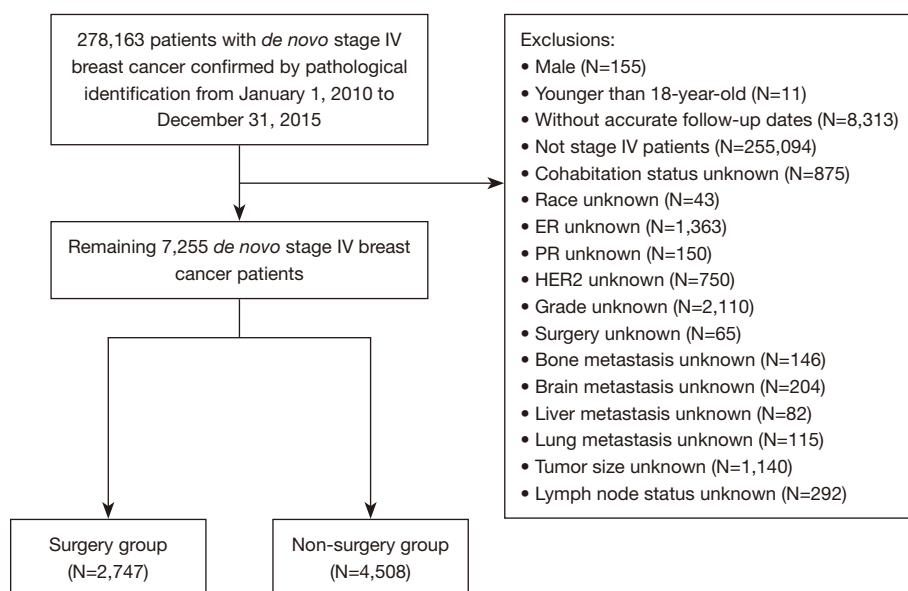 278,163 patients with de novo stage IV
breast cancer confirmed by pathological
identification from January 1, 2010 to
December 31, 2015
Exclusions:
• Male (N=155)
• Younger than 18-year-old (N=11)
• Without accurate follow-up dates (N=8,313)
• Not stage IV patients (N=255,094)
• Cohabitation status unknown (N=875)
• Race unknown (N=43)
• ER unknown (N=1,363)
• PR unknown (N=150)
• HER2 unknown (N=750)
• Grade unknown (N=2,110)
• Surgery unknown (N=65)
• Bone metastasis unknown (N=146)
• Brain metastasis unknown (N=204)
• Liver metastasis unknown (N=82)
• Lung metastasis unknown (N=115)
• Tumor size unknown (N=1,140)
• Lymph node status unknown (N=292)
Remaining 7,255 de novo stage IV breast
cancer patients
Surgery group
(N=2,747)
Non-surgery group
(N=4,508)